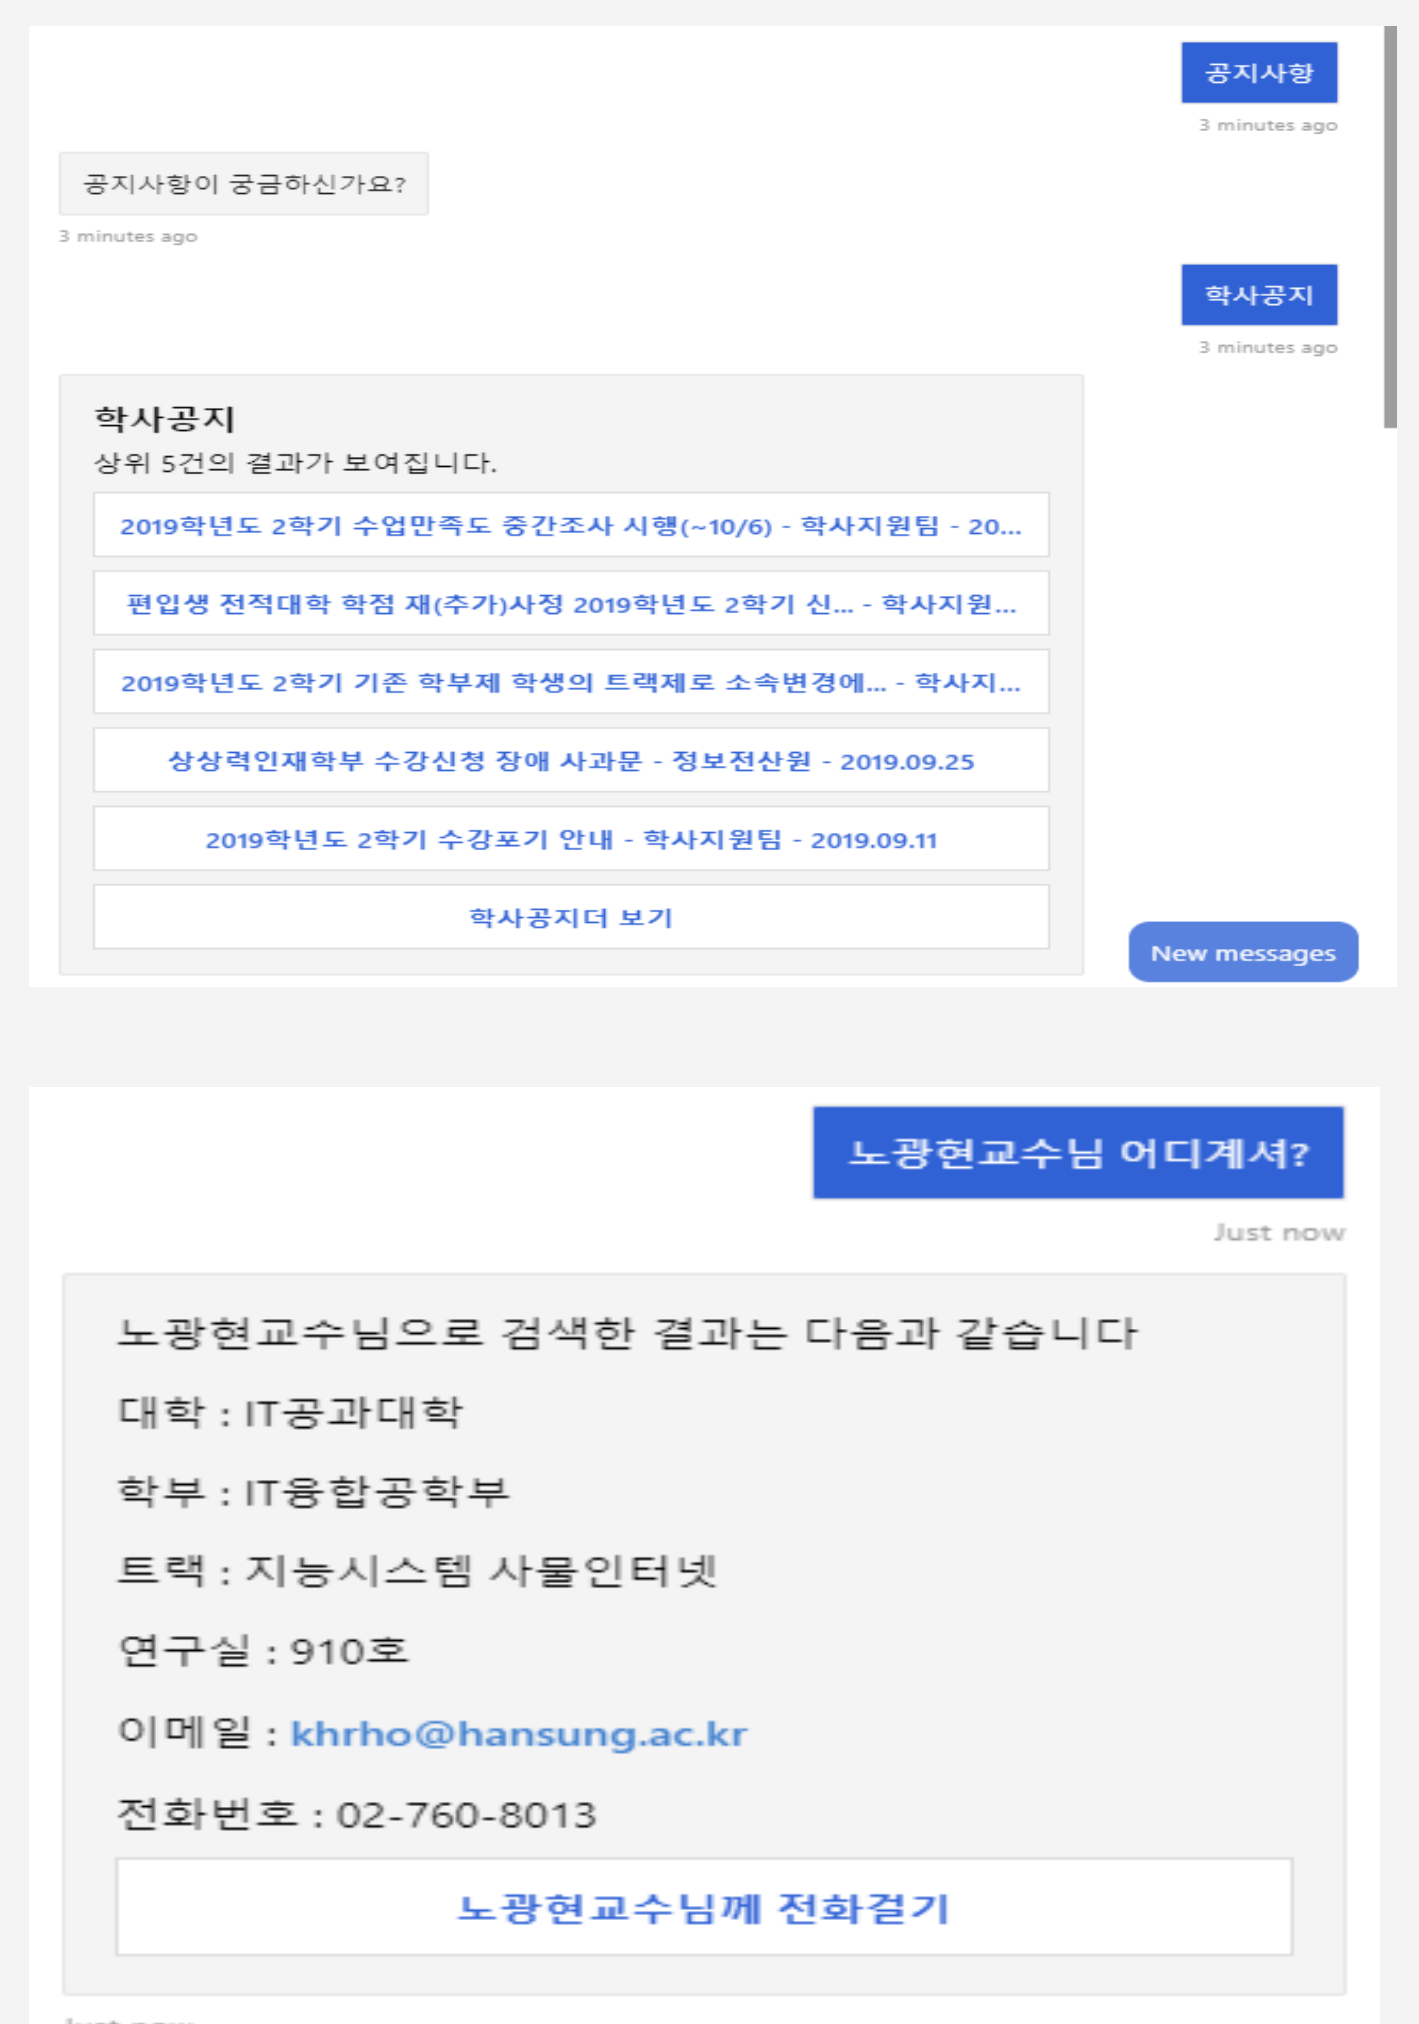 공지사항
3 minutes ago
공지사항이 궁금하신가요?
3 minutes ago
학사공지
3 minutes ago
학사공지
상위 5건의 결과가 보여집니다.
2019학년도 2학기 수업만족도 중간조사 시행(~10/6) - 학사지원팀 - 20...
편입생 전적대학 학점 재(추가)사정 2019학년도 2학기 신... - 학사지원...
2019학년도 2학기 기존 학부제 학생의 트랙제로 소속변경에... - 학사지...
상상력인재학부 수강신청 장애 사과문 - 정보전산원 - 2019.09.25
2019학년도 2학기 수강포기 안내 - 학사지원팀 - 2019.09.11
학사공지더 보기
New messages
노광현교수님 어디계셔?
Just now
노광현교수님으로 검색한 결과는 다음과 같습니다
대학 : IT공과대학
학부 : IT융합공학부
트랙 : 지능시스템 사물인터넷
연구실 : 910호
이메일 : khrho@hansung.ac.kr
전화번호 : 02-760-8013
노광현교수님께 전화걸기